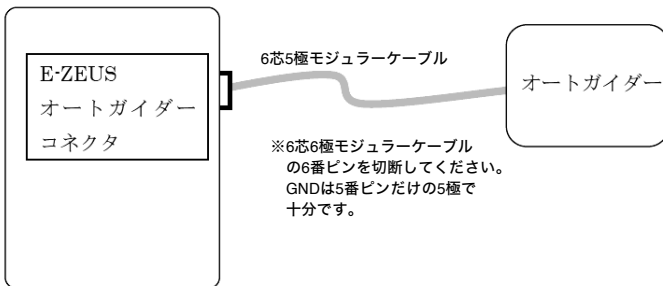 E-ZEUS
オートガイダー
コネクタ
6芯5極モジュラーケーブル
オートガイダー
※6芯6極モジュラーケーブル
の6番ピンを切断してください。
GNDは5番ピンだけの5極で
十分です。